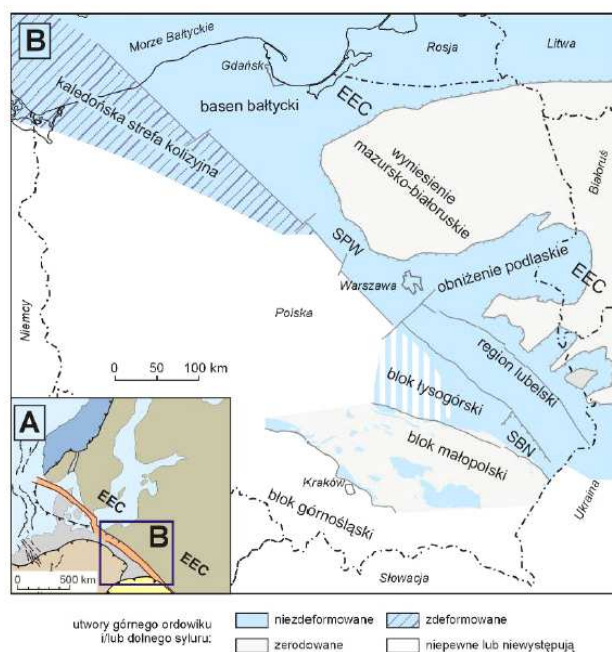 B
Morze Bałtyckie
Rosja
Litwa
Gdańsk
basen bałtycki
EEC
kaledońska strefa kolizyjna
wyniesienie
mazursko-białoruskie
Białoruś
SPW
obniżenie podlaskie
EEC
Warszawa
Niemcy
Polska
0 50 100 km
region lubelski
blok łysogórski
SBN
blok małopolski
Kraków
blok górnośląski
Ukraina
Słowacja
A
EEC
B
EEC
0 500 km
utwory górnego ordowiku
i/lub dolnego syluru:
niezdeformowane
zdeformowane
zerodowane
niepewne lub niewystępują